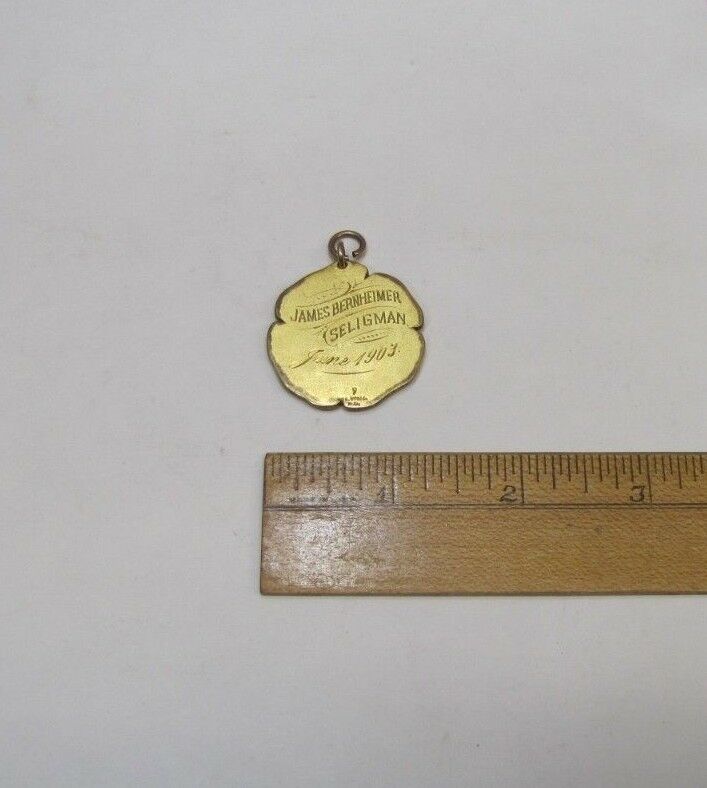 JAMES BERNHEIMER
SELIGMAN
June 1903.
1 2 3